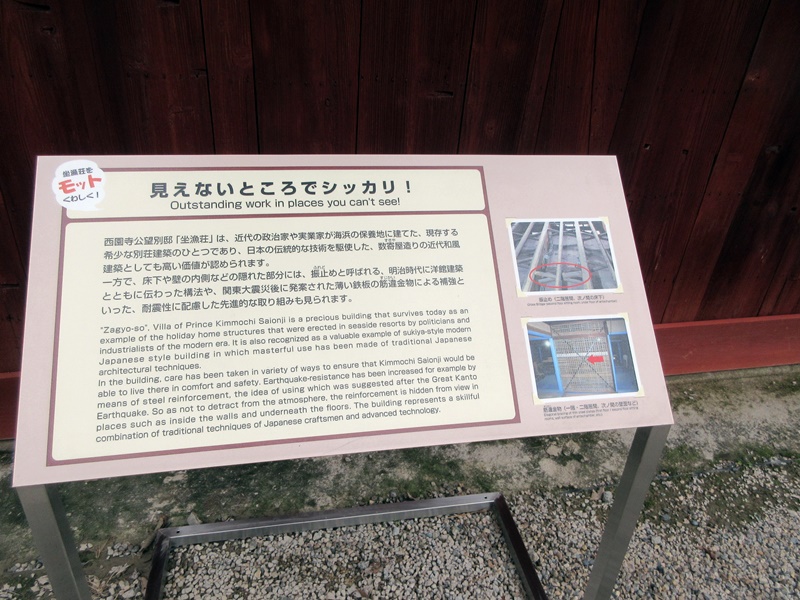 坐漁荘を
モット
くわしく!
見えないところでシッカリ!
Outstanding work in places you can't see!
西園寺公望別邸「坐漁荘」は、近代の政治家や実業家が海浜の保養地に建てた、現存する
希少な別荘建築のひとつであり、日本の伝統的な技術を駆使した、数寄屋造りの近代和風
建築としても高い価値が認められます。
一方で、床下や壁の内側などの隠れた部分には、振止めと呼ばれる、明治時代に洋館建築
とともに伝わった構法や、関東大震災後に発案された薄い鉄板の筋違金物による補強と
いった、耐震性に配慮した先進的な取り組みも見られます。
"Zagyo-so", Villa of Prince Kimmochi Saionji is a precious building that survives today as an
example of the holiday home structures that were erected in seaside resorts by politicians and
industrialists of the modern era. It is also recognized as a valuable example of sukiya-style modern
Japanese style building in which masterful use has been made of traditional Japanese
architectural techniques.
In the building, care has been taken in variety of ways to ensure that Kimmochi Saionji would be
able to live there in comfort and safety. Earthquake-resistance has been increased for example by
means of steel reinforcement, the idea of using which was suggested after the Great Kanto
Earthquake. So as not to detract from the atmosphere, the reinforcement is hidden from view in
places such as inside the walls and underneath the floors. The building represents a skillful
combination of traditional techniques of Japanese craftsmen and advanced technology.